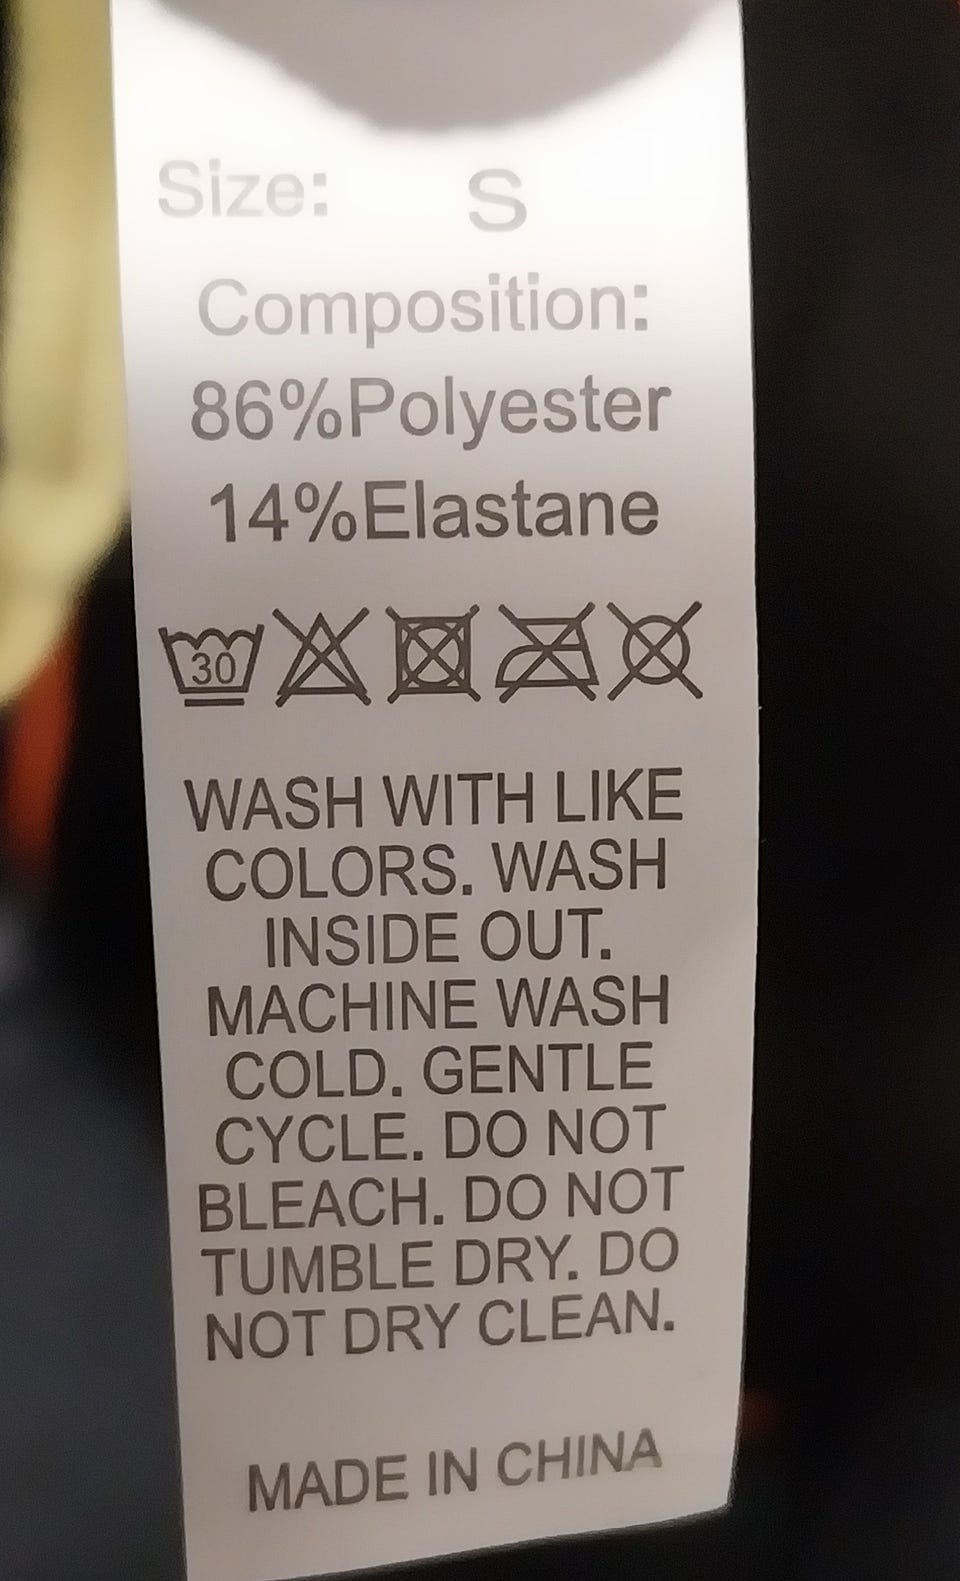 Size: S
Composition:
86%Polyester
14%Elastane
30
WASH WITH LIKE
COLORS. WASH
INSIDE OUT.
MACHINE WASH
COLD. GENTLE
CYCLE. DO NOT
BLEACH. DO NOT
TUMBLE DRY. DO
NOT DRY CLEAN.
MADE IN CHINA